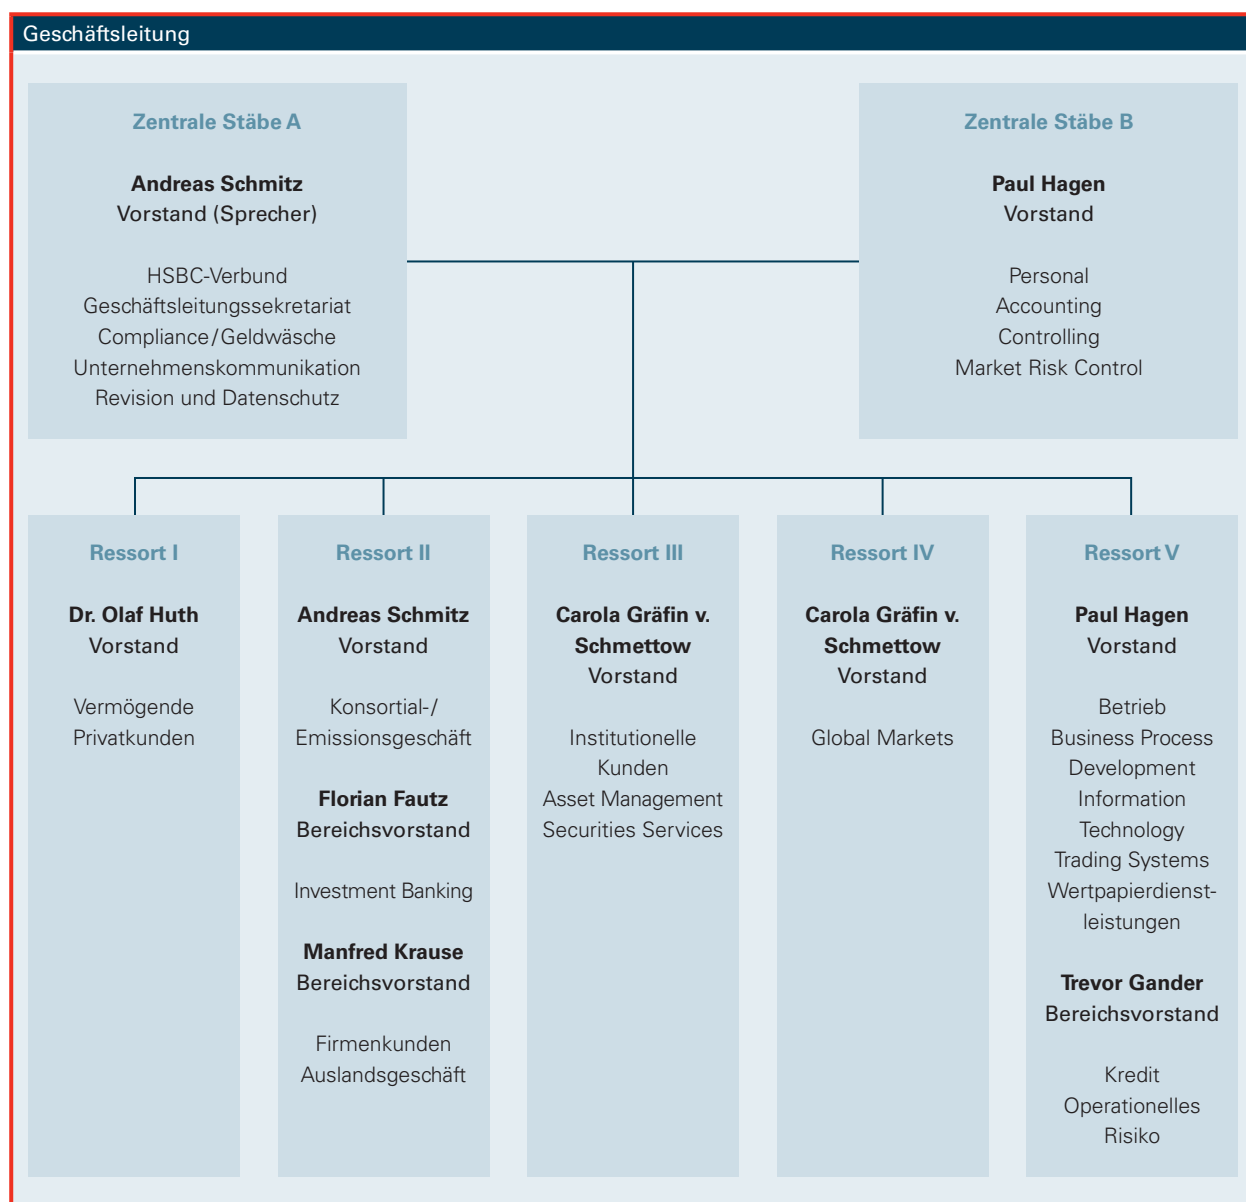 Geschäftsleitung
Zentrale Stäbe A
Andreas Schmitz
Vorstand (Sprecher)
HSBC-Verbund
Geschäftsleitungssekretariat
Compliance/Geldwäsche
Unternehmenskommunikation
Revision und Datenschutz
Zentrale Stäbe B
Paul Hagen
Vorstand
Personal
Accounting
Controlling
Market Risk Control
Ressort I
Dr. Olaf Huth
Vorstand
Vermögende
Privatkunden
Ressort II
Andreas Schmitz
Vorstand
Konsortial-/
Emissionsgeschäft
Florian Fautz
Bereichsvorstand
Investment Banking
Manfred Krause
Bereichsvorstand
Firmenkunden
Auslandsgeschäft
Ressort III
Carola Gräfin v.
Schmettow
Vorstand
Institutionelle
Kunden
Asset Management
Securities Services
Ressort IV
Carola Gräfin v.
Schmettow
Vorstand
Global Markets
Ressort V
Paul Hagen
Vorstand
Betrieb
Business Process
Development
Information
Technology
Trading Systems
Wertpapierdienst-
leistungen
Trevor Gander
Bereichsvorstand
Kredit
Operationelles
Risiko